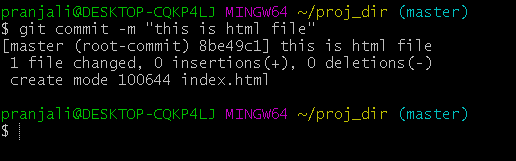 pranjali@DESKTOP-CQKP4LJ MINGW64 ~/proj_dir (master)
$ git commit -m "this is html file"
[master (root-commit) 8be49c1] this is html file
 1 file changed, 0 insertions(+), 0 deletions(-)
 create mode 100644 index.html
pranjali@DESKTOP-CQKP4LJ MINGW64 ~/proj_dir (master)
$